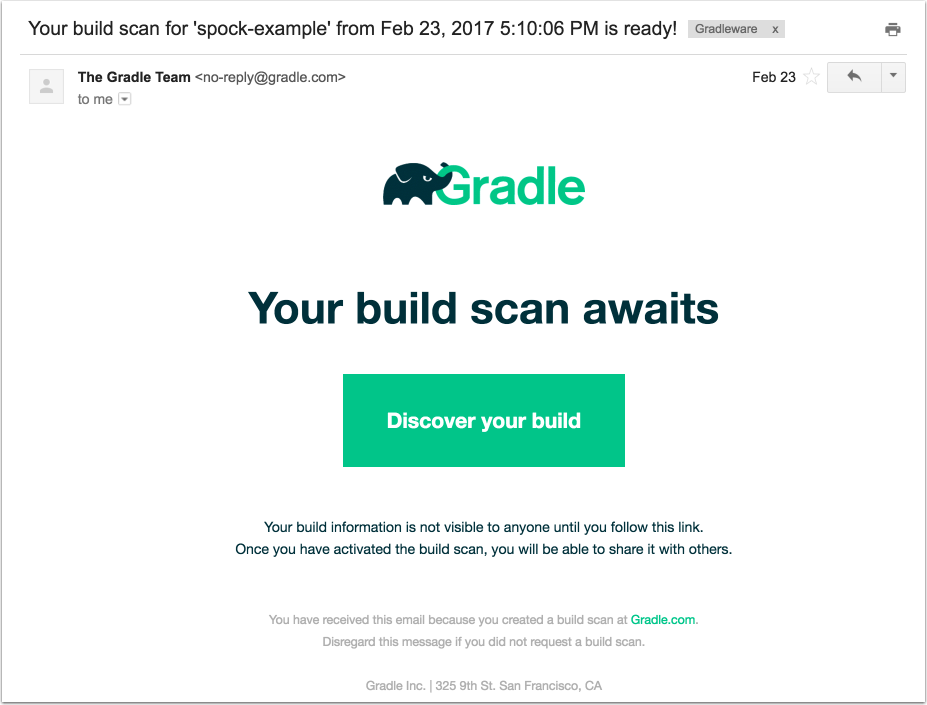 Your build scan for 'spock-example' from Feb 23, 2017 5:10:06 PM is ready! Gradleware x
The Gradle Team <no-reply@gradle.com> Feb 23
to me
Gradle
Your build scan awaits
Discover your build
Your build information is not visible to anyone until you follow this link.
Once you have activated the build scan, you will be able to share it with others.
You have received this email because you created a build scan at Gradle.com.
Disregard this message if you did not request a build scan.
Gradle Inc. | 325 9th St. San Francisco, CA